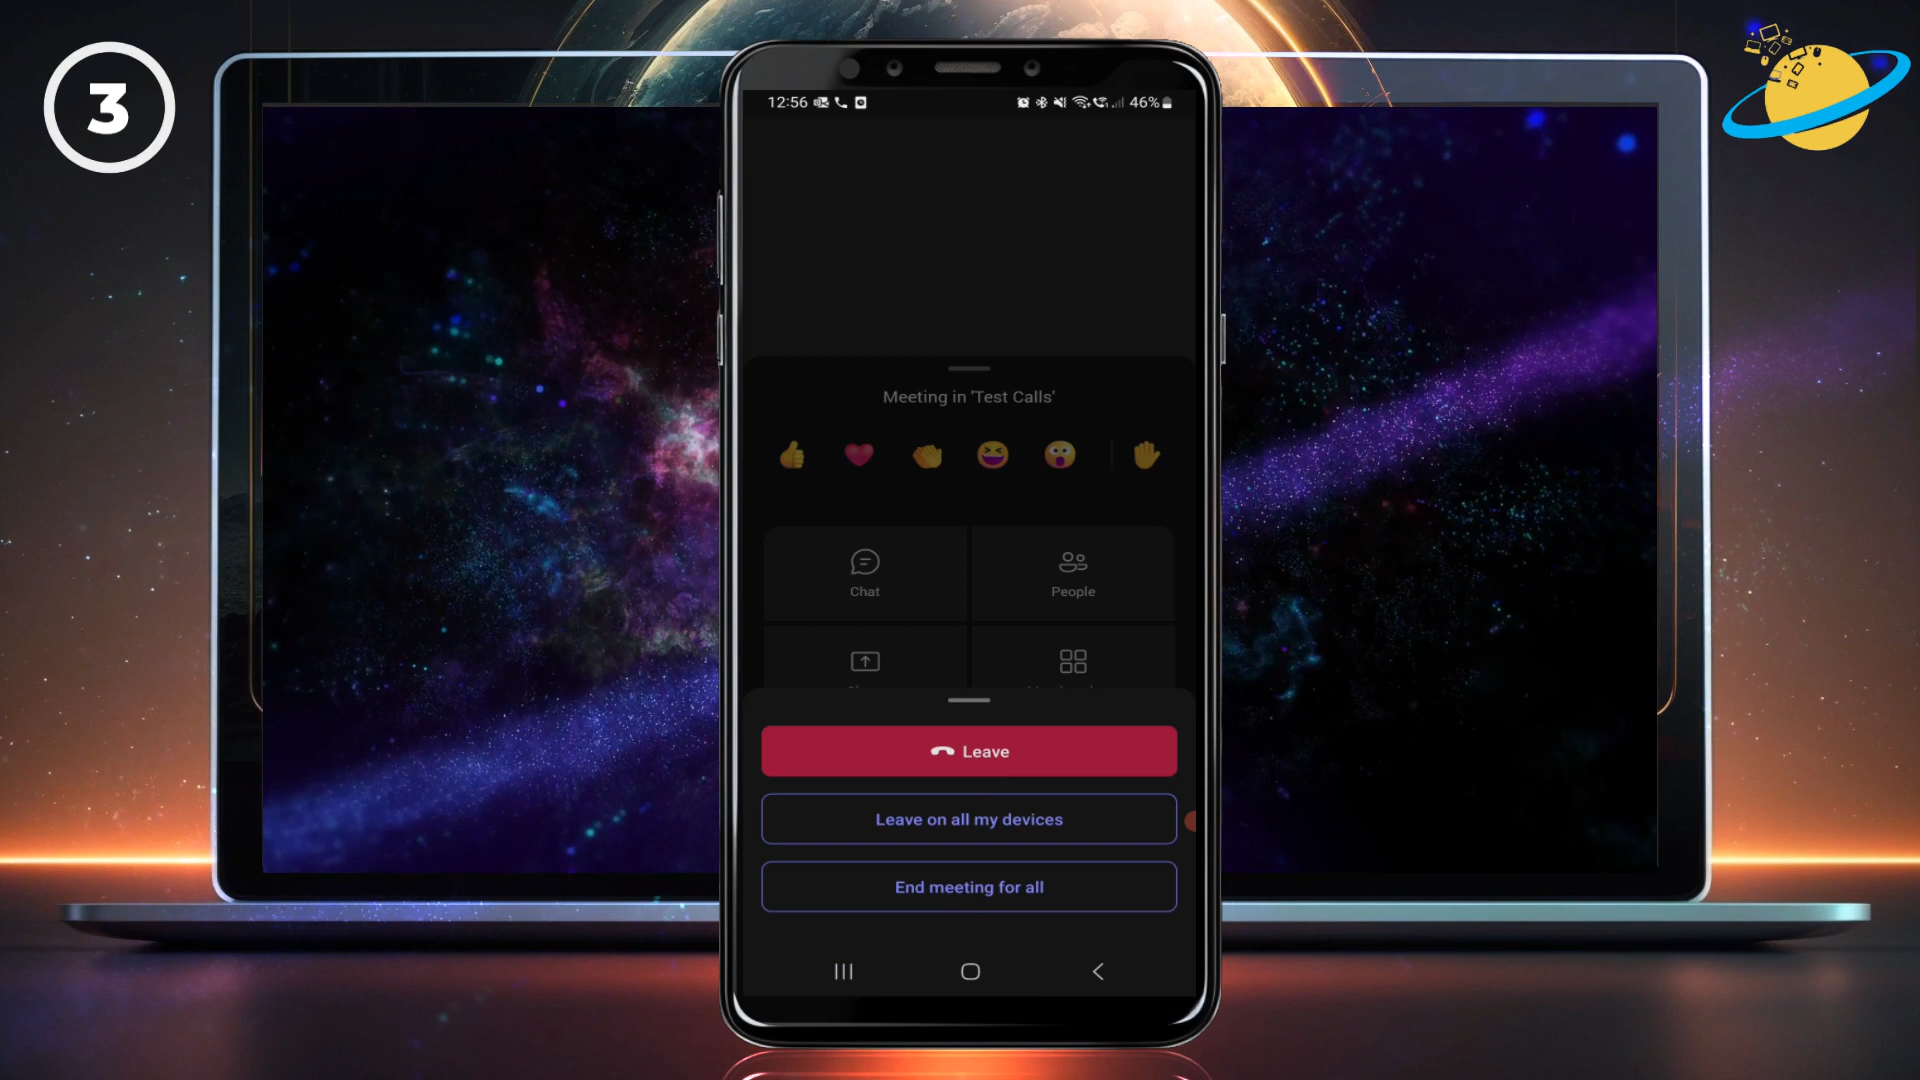 3
12:56
46%
Meeting in 'Test Calls'
Chat
People
Leave
Leave on all my devices
End meeting for all